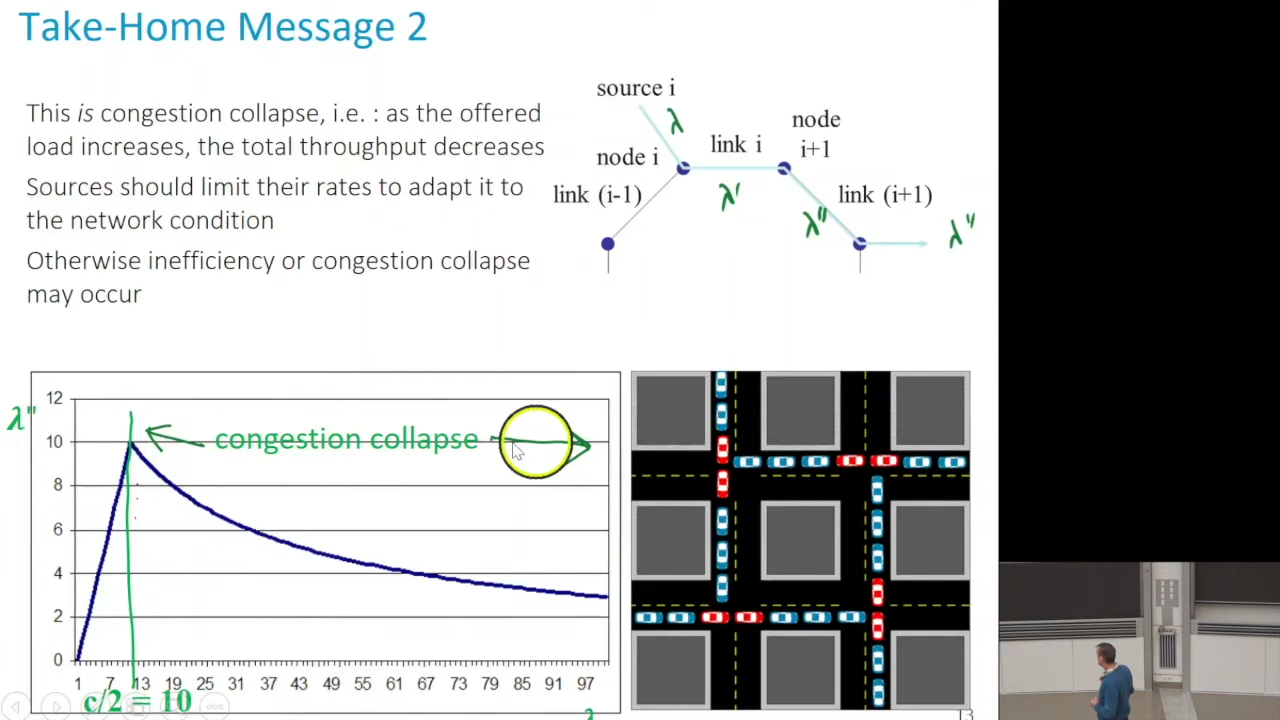 Take-Home Message 2
This is congestion collapse, i.e. : as the offered
load increases, the total throughput decreases
Sources should limit their rates to adapt it to
the network condition
Otherwise inefficiency or congestion collapse
may occur
source i
λ
node
i+1
link i
node i
link (i-1)
λ'
link (i+1)
λ''
λ''
λ''
12
10
8
6
4
2
0
congestion collapse
1 7 13 19 25 31 37 43 49 55 61 67 73 79 85 91 97
c/2 = 10
λ
13